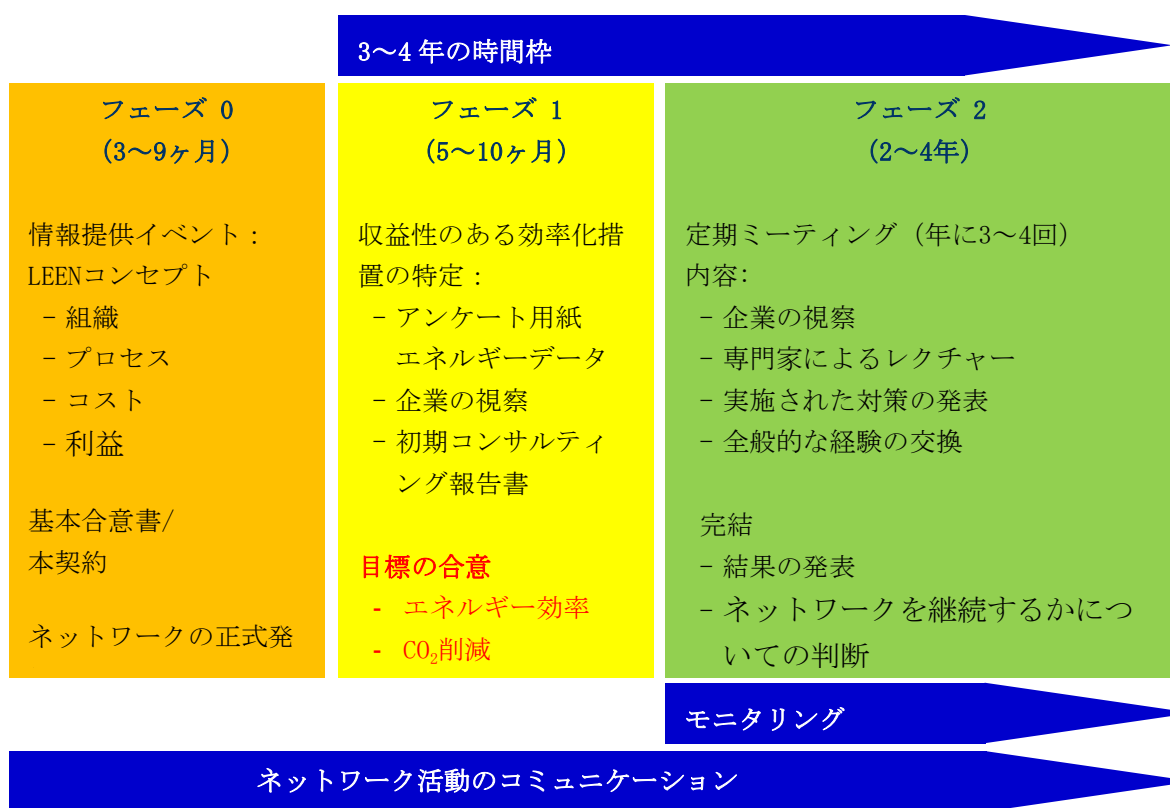 3～4 年の時間枠
フェーズ 0
(3～9ヶ月)
情報提供イベント：
LEENコンセプト
－組織
－プロセス
－コスト
－利益
基本合意書/
本契約
ネットワークの正式発
フェーズ 1
(5～10ヶ月)
収益性のある効率化措
置の特定：
－アンケート用紙
エネルギーデータ
－企業の視察
－初期コンサルティ
ング報告書
目標の合意
- エネルギー効率
- CO₂削減
フェーズ 2
(2～4年)
定期ミーティング（年に3～4回）
内容:
－企業の視察
－専門家によるレクチャー
－実施された対策の発表
－全般的な経験の交換
完結
－結果の発表
－ネットワークを継続するかにつ
いての判断
モニタリング
ネットワーク活動のコミュニケーション